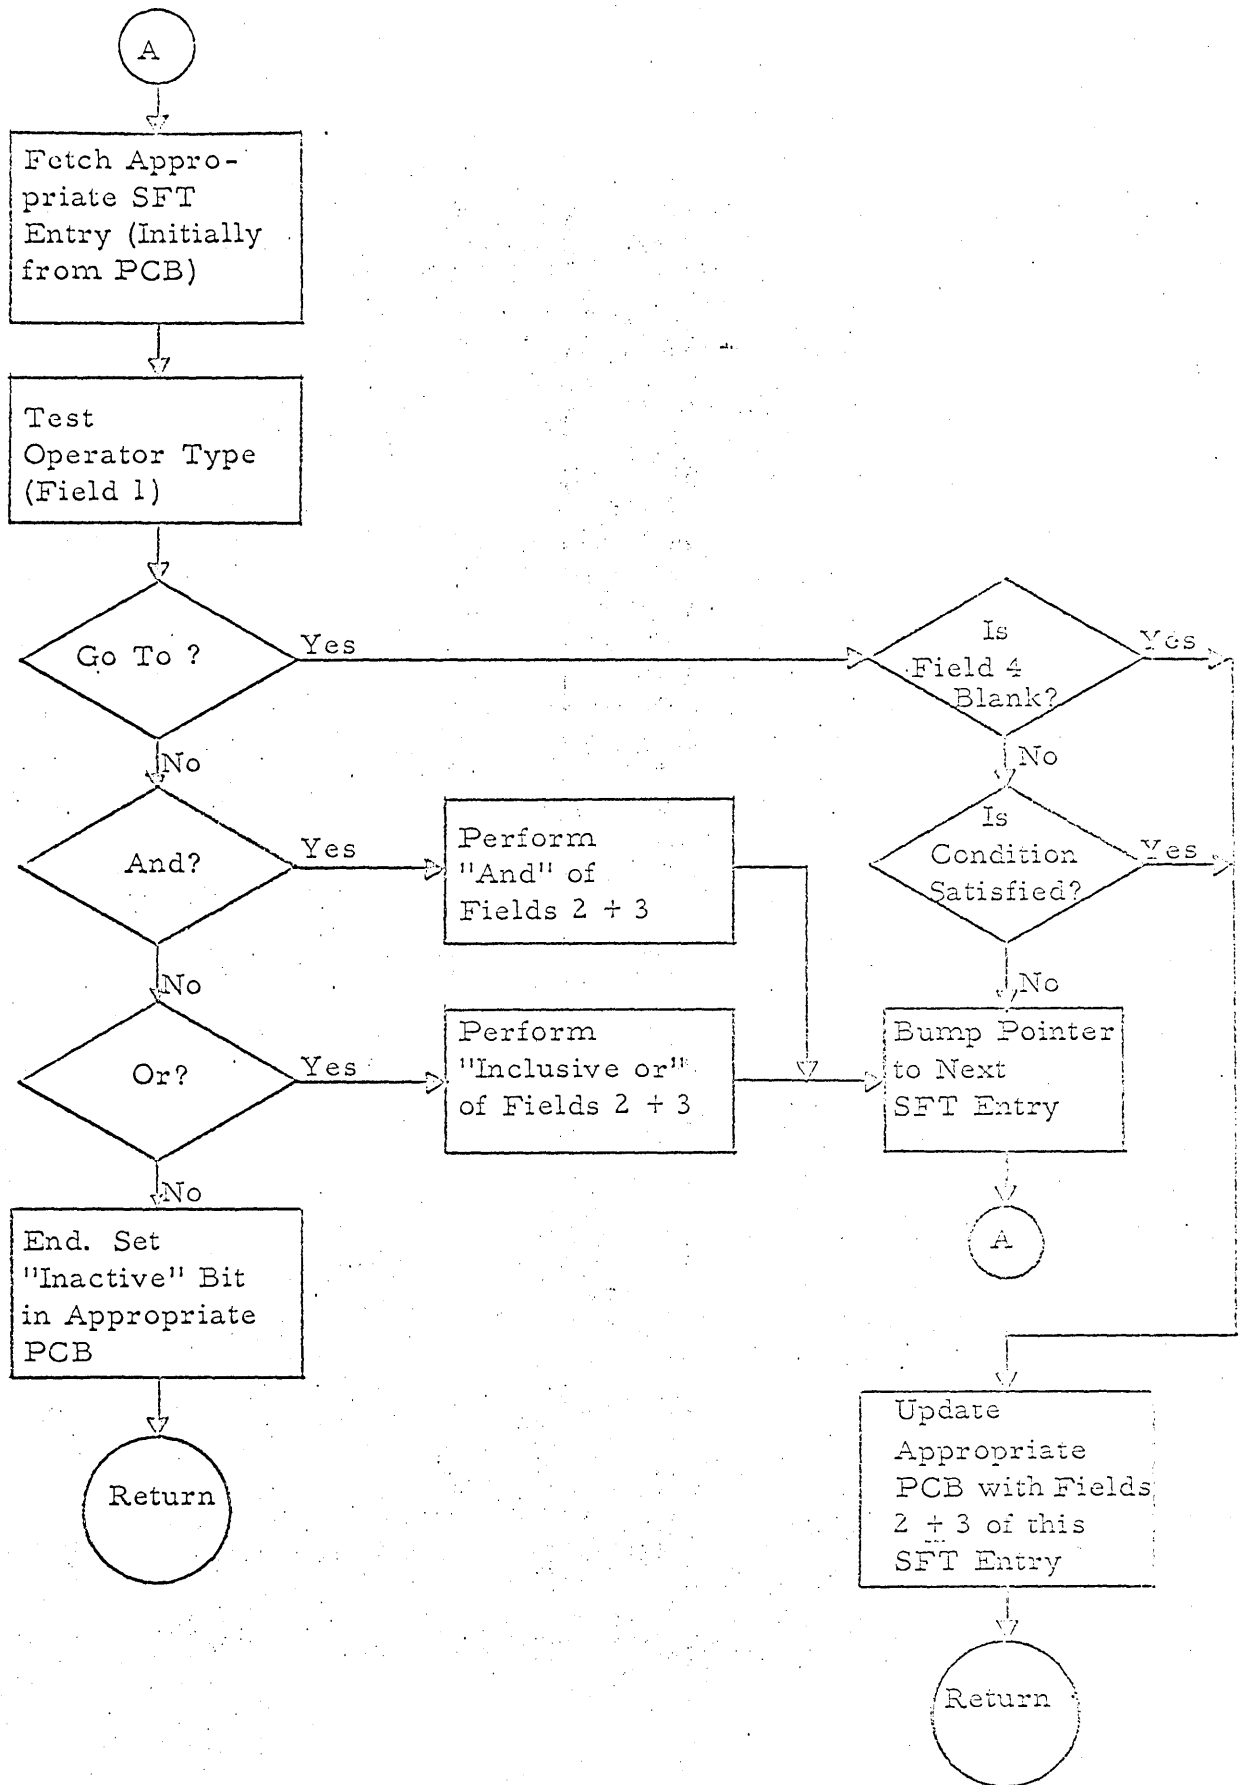 A
Fetch Appro-
priate SFT
Entry (Initially
from PCB)
Test
Operator Type
(Field 1)
Go To ?
Yes
Is
Field 4
Blank?
Yes
No
No
And?
Yes
Perform
"And" of
Fields 2 + 3
Is
Condition
Satisfied?
Yes
No
No
Or?
Yes
Perform
"Inclusive or"
of Fields 2 + 3
Bump Pointer
to Next
SFT Entry
No
A
End. Set
"Inactive" Bit
in Appropriate
PCB
Return
Update
Appropriate
PCB with Fields
2 + 3 of this
SFT Entry
Return